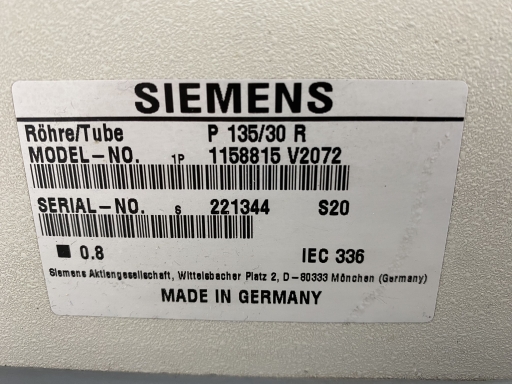 SIEMENS
Röhre/Tube P 135/30 R
MODEL-NO. 1P 1158815 V2072
SERIAL-NO. S 221344 S20
■ 0.8 IEC 336
Siemens Aktiengesellschaft, Wittelsbacher Platz 2, D-80333 München (Germany)
MADE IN GERMANY